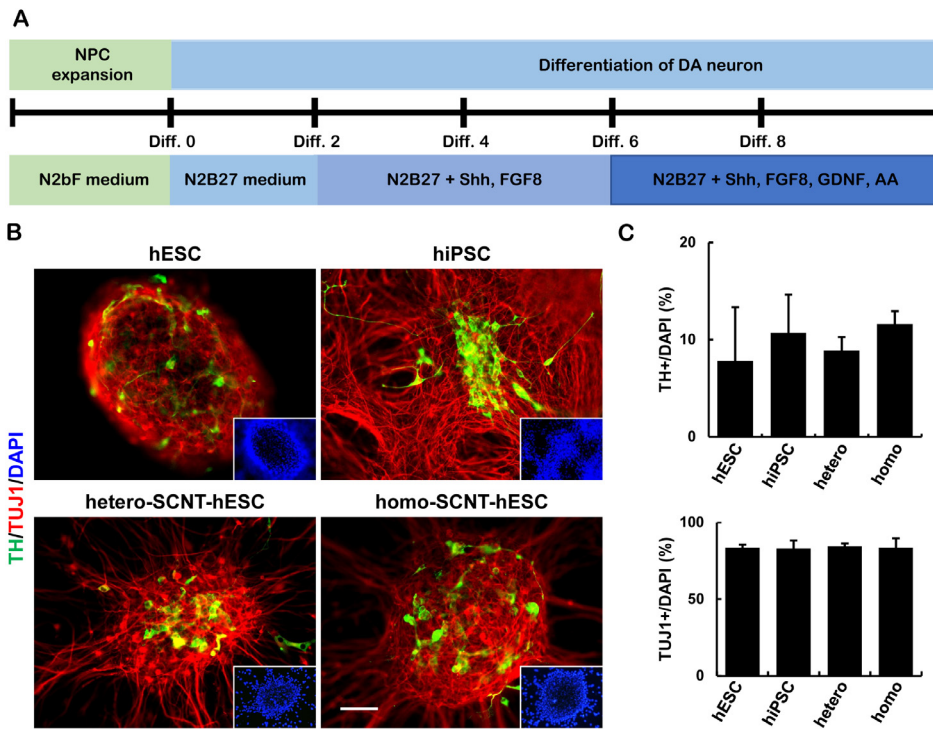 A
NPC
expansion
Differentiation of DA neuron
Diff. 0
Diff. 2
Diff. 4
Diff. 6
Diff. 8
N2bF medium
N2B27 medium
N2B27 + Shh, FGF8
N2B27 + Shh, FGF8, GDNF, AA
B
hESC
hiPSC
hetero-SCNT-hESC
homo-SCNT-hESC
TH/TUJ1/DAPI
C
TH+/DAPI (%)
20
10
0
hESC
hiPSC
hetero
homo
TUJ1+/DAPI (%)
100
50
0
hESC
hiPSC
hetero
homo